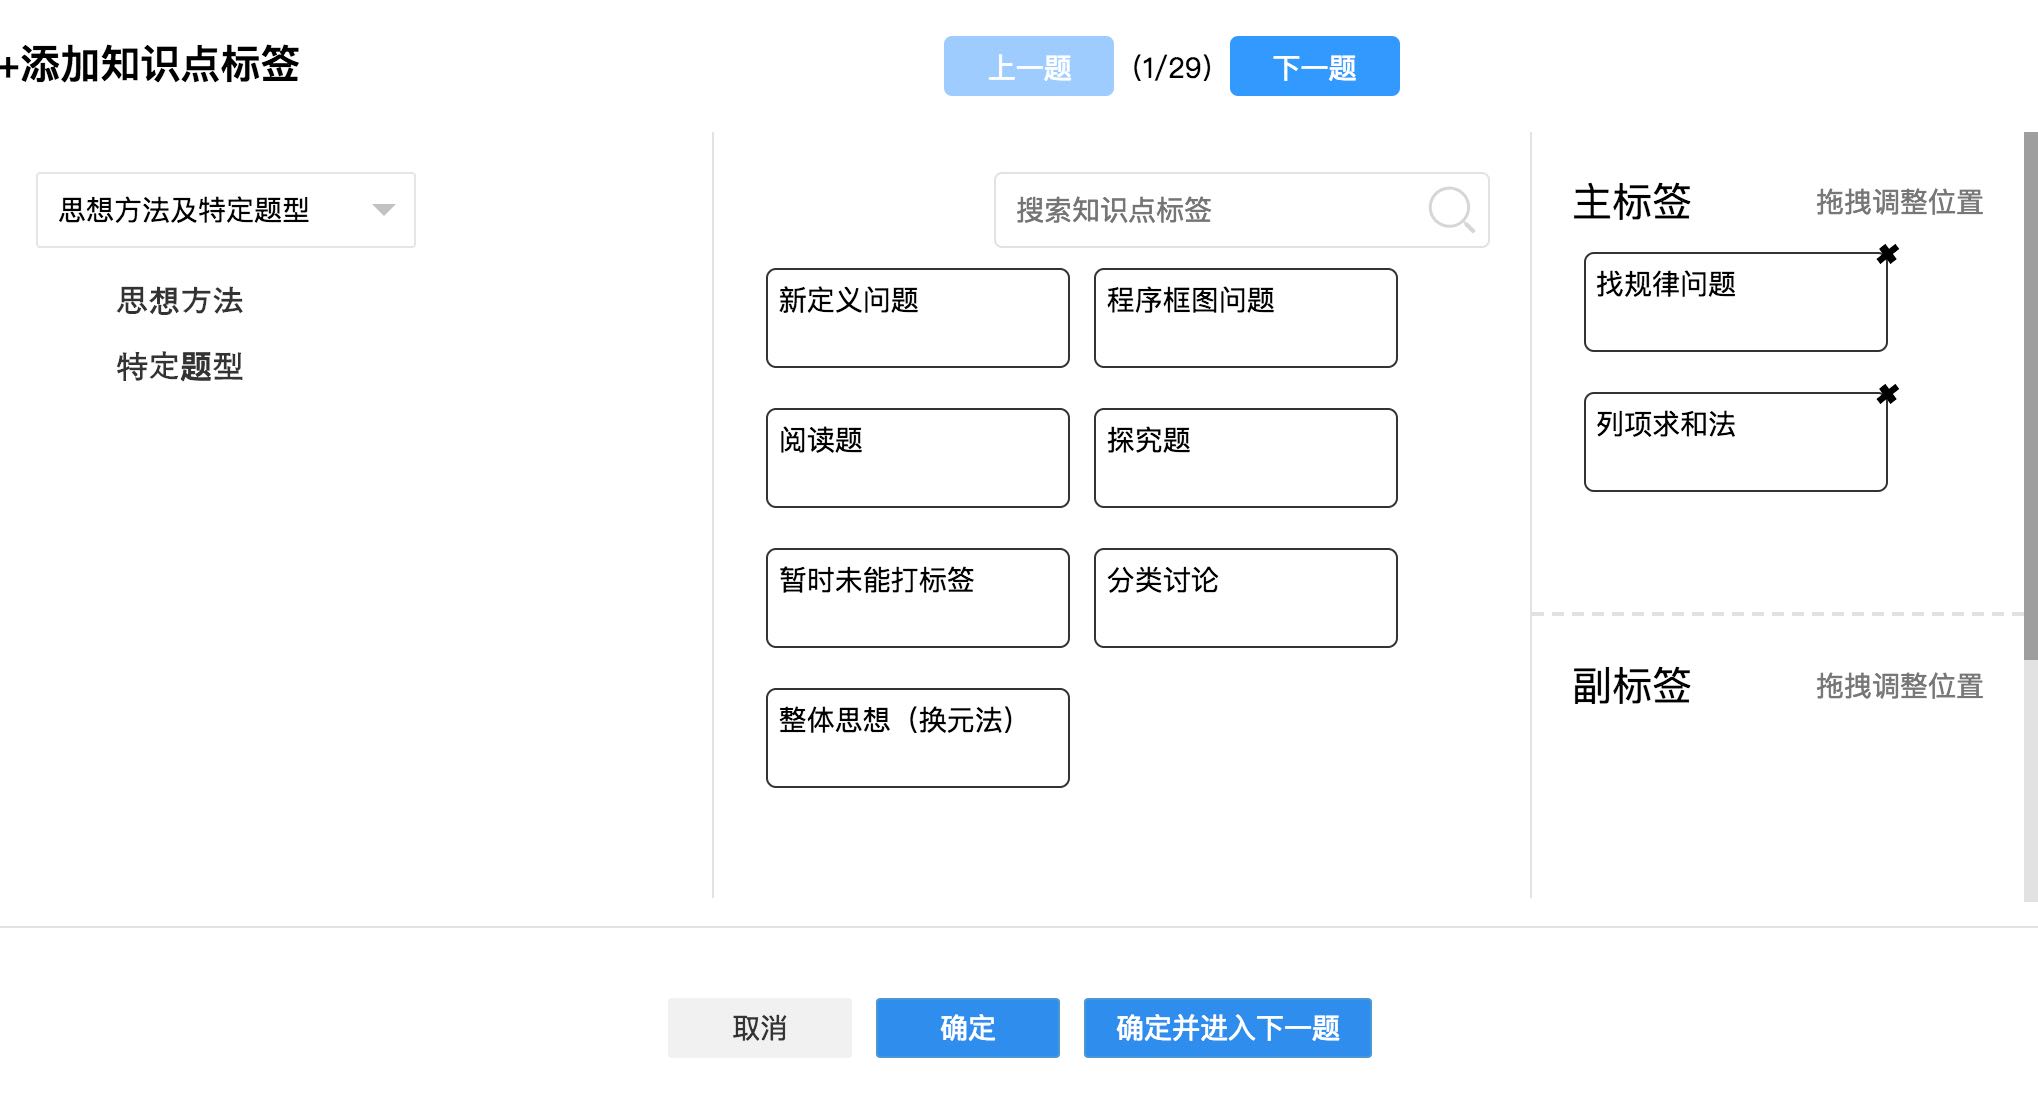 +添加知识点标签
上一题 (1/29) 下一题
思想方法及特定题型
思想方法
特定题型
搜索知识点标签
新定义问题 程序框图问题
阅读题 探究题
暂时未能打标签 分类讨论
整体思想（换元法）
主标签 拖拽调整位置
找规律问题
列项求和法
副标签 拖拽调整位置
取消 确定 确定并进入下一题